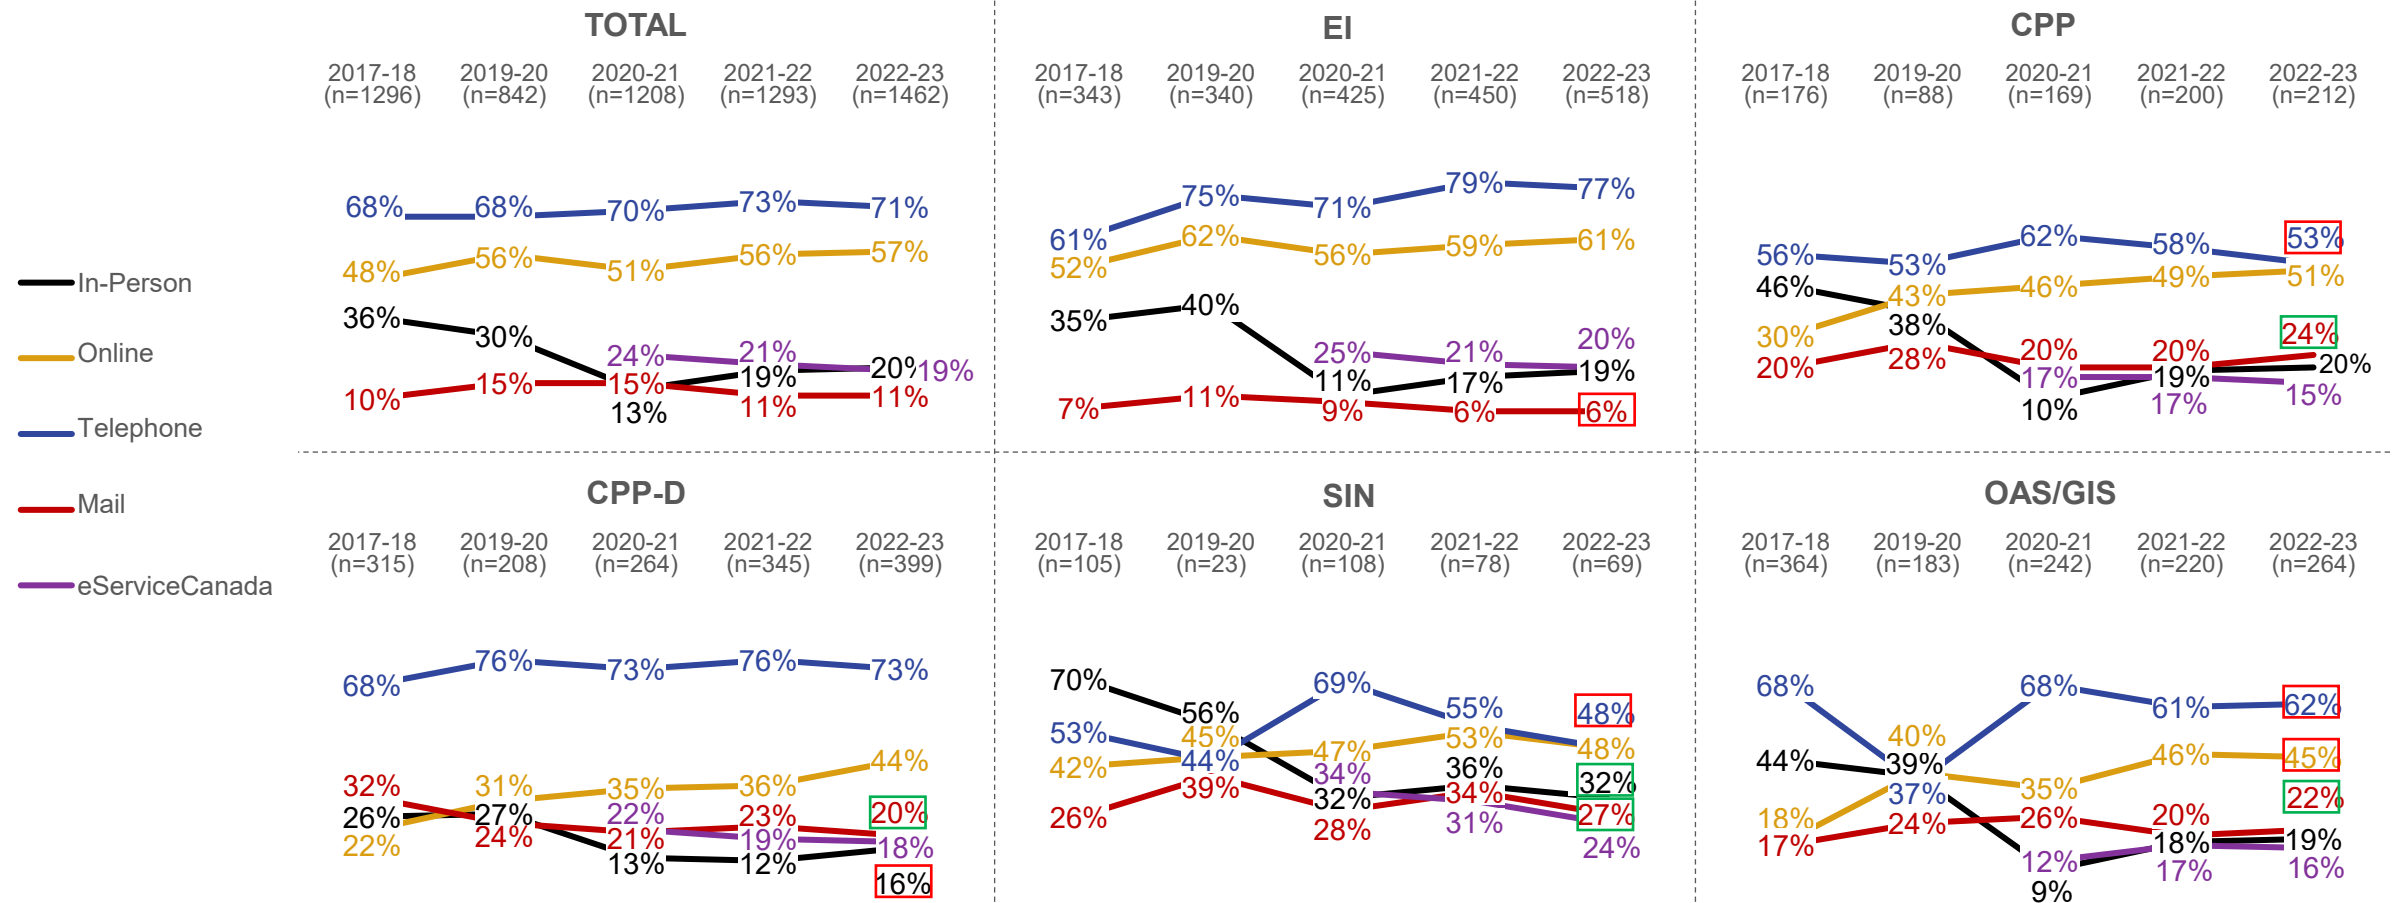 TOTAL
2017-18 2019-20 2020-21 2021-22 2022-23
(n=1296) (n=842) (n=1208) (n=1293) (n=1462)
68% 68% 70% 73% 71%
48% 56% 51% 56% 57%
36% 30% 13% 19% 20%
10% 15% 15% 11% 11%
24% 21% 19%
EI
2017-18 2019-20 2020-21 2021-22 2022-23
(n=343) (n=340) (n=425) (n=450) (n=518)
61% 75% 71% 79% 77%
52% 62% 56% 59% 61%
35% 40% 11% 17% 19%
7% 11% 9% 6% 6%
25% 21% 20%
CPP
2017-18 2019-20 2020-21 2021-22 2022-23
(n=176) (n=88) (n=169) (n=200) (n=212)
56% 53% 62% 58% 53%
46% 38% 10% 19% 20%
30% 43% 46% 49% 51%
20% 28% 20% 20% 24%
17% 17% 15%
In-Person
Online
Telephone
Mail
eServiceCanada
CPP-D
2017-18 2019-20 2020-21 2021-22 2022-23
(n=315) (n=208) (n=264) (n=345) (n=399)
68% 76% 73% 76% 73%
32% 24% 21% 23% 20%
26% 27% 13% 12% 16%
22% 31% 35% 36% 44%
22% 19% 18%
SIN
2017-18 2019-20 2020-21 2021-22 2022-23
(n=105) (n=23) (n=108) (n=78) (n=69)
70% 56% 32% 36% 32%
53% 44% 69% 55% 48%
42% 45% 47% 53% 48%
26% 39% 28% 34% 27%
34% 31% 24%
OAS/GIS
2017-18 2019-20 2020-21 2021-22 2022-23
(n=364) (n=183) (n=242) (n=220) (n=264)
68% 37% 68% 61% 62%
44% 39% 9% 18% 19%
18% 40% 35% 46% 45%
17% 24% 26% 20% 22%
12% 17% 16%